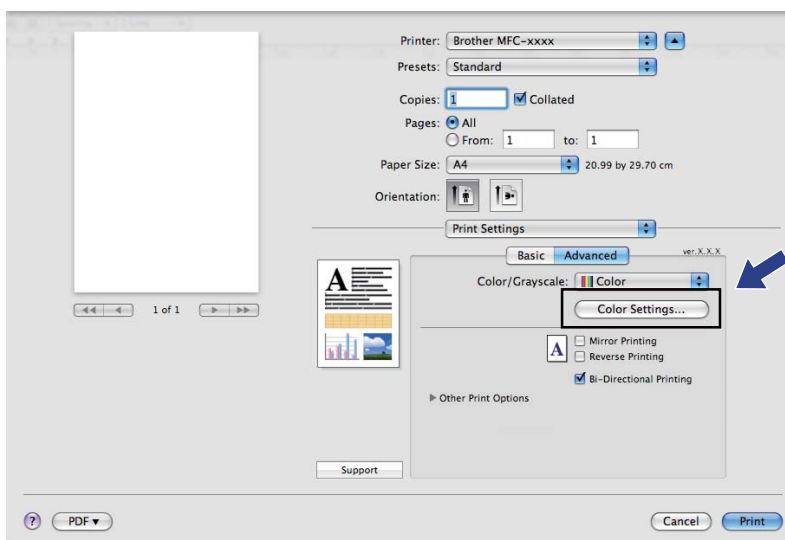 Printer: Brother MFC-xxxx
Presets: Standard
Copies: 1 Collated
Pages: All
From: 1 to: 1
Paper Size: A4 20.99 by 29.70 cm
Orientation:
Print Settings
Basic Advanced ver.X.X.X
Color/Grayscale: Color
Color Settings...
A
1 of 1
A Mirror Printing
Reverse Printing
Bi-Directional Printing
Other Print Options
Support
? PDF Cancel Print